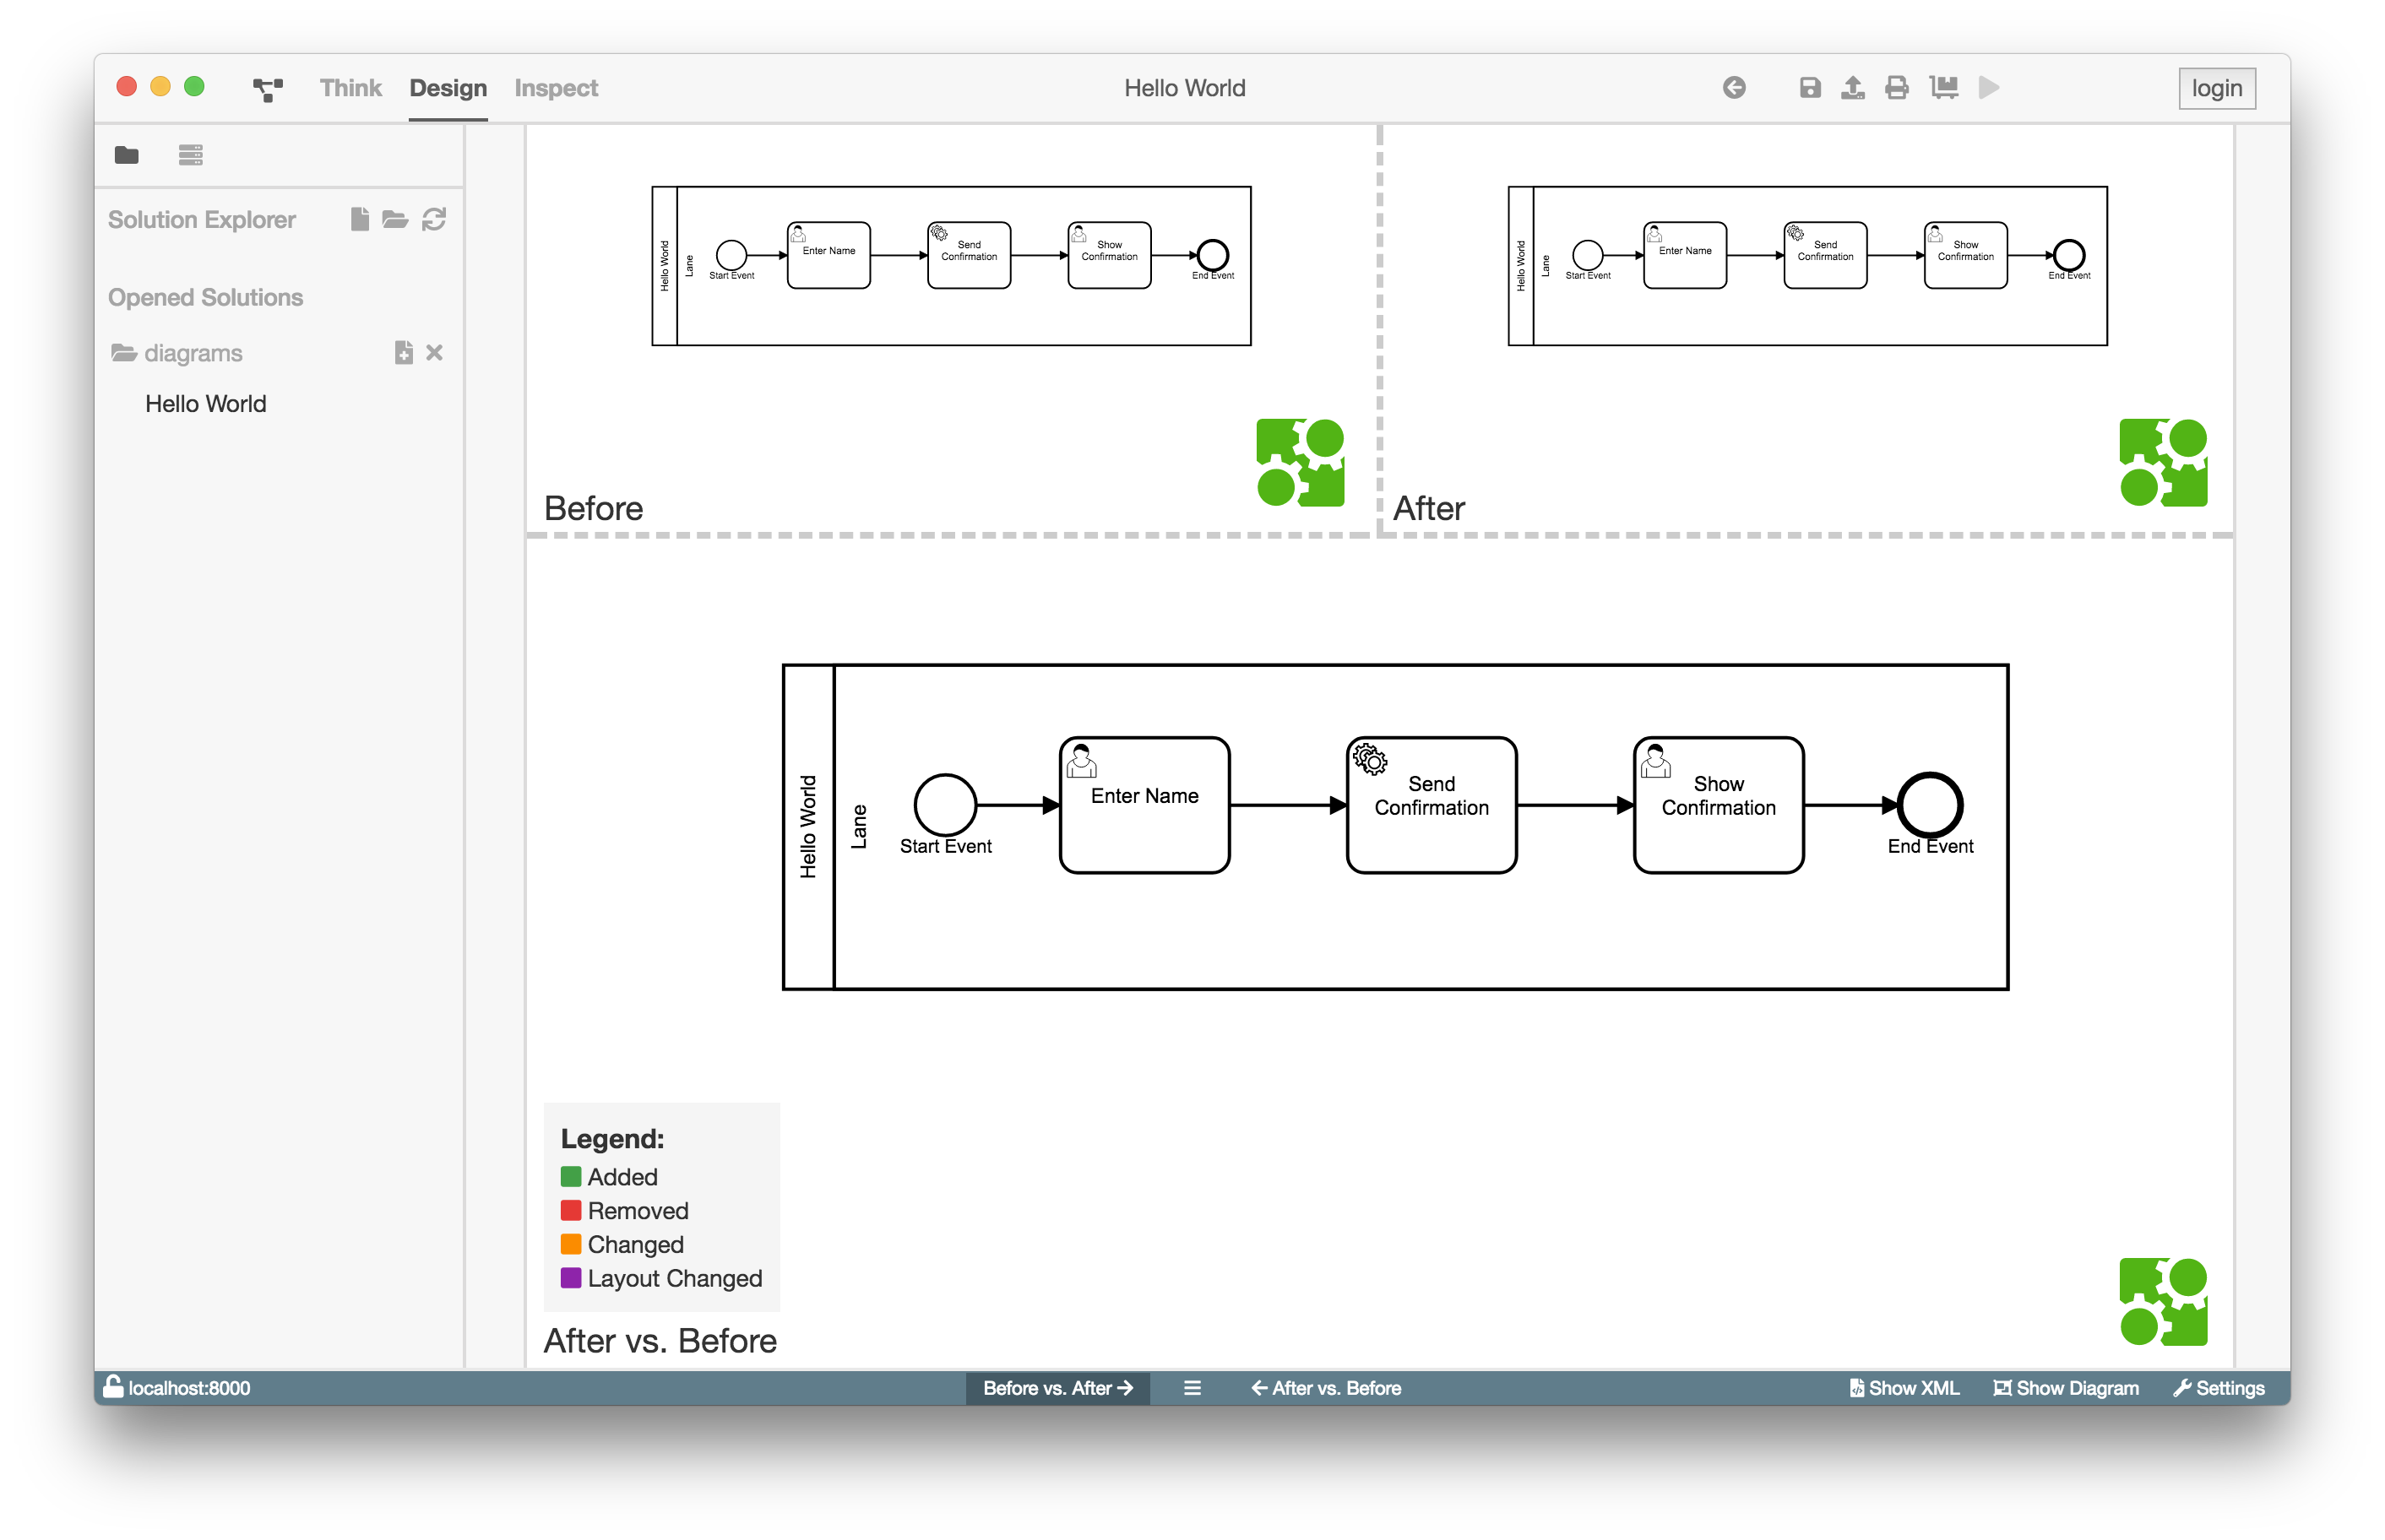 Think Design Inspect
Hello World
login
Solution Explorer
Opened Solutions
diagrams
Hello World
Hello World
Lane
Start Event
Enter Name
Send
Confirmation
Show
Confirmation
End Event
Before
Hello World
Lane
Start Event
Enter Name
Send
Confirmation
Show
Confirmation
End Event
After
Hello World
Lane
Start Event
Enter Name
Send
Confirmation
Show
Confirmation
End Event
Legend:
Added
Removed
Changed
Layout Changed
After vs. Before
localhost:8000
Before vs. After
After vs. Before
Show XML
Show Diagram
Settings